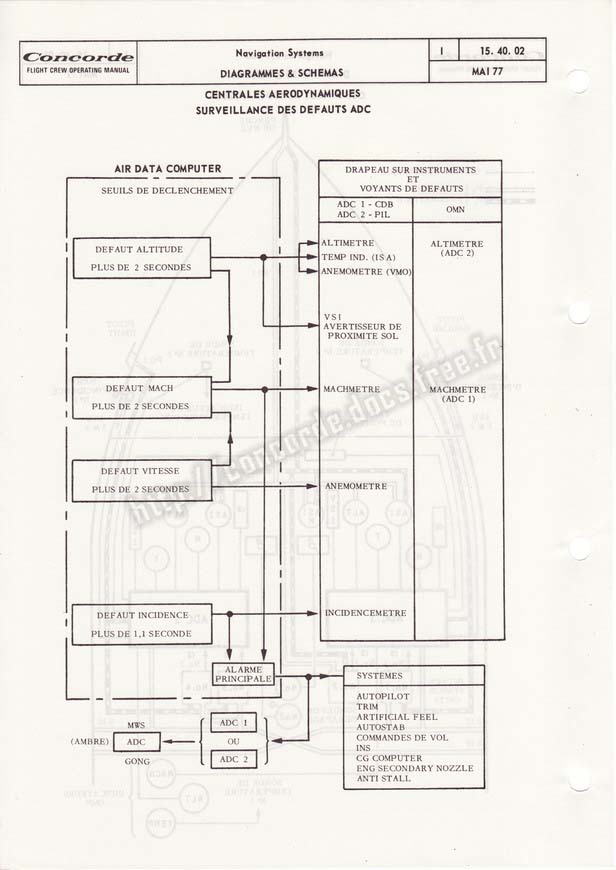 Concorde
FLIGHT CREW OPERATING MANUAL
Navigation Systems
DIAGRAMMES & SCHEMAS
1
15. 40. 02
MAI 77
CENTRALES AERODYNAMIQUES
SURVEILLANCE DES DEFAUTS ADC
AIR DATA COMPUTER
SEUILS DE DECLENCHEMENT
DRAPEAU SUR INSTRUMENTS
ET
VOYANTS DE DEFAUTS
ADC 1 - CDB
ADC 2 - PIL
OMN
DEFAUT ALTITUDE
PLUS DE 2 SECONDES
ALTIMETRE
TEMP IND. (ISA)
ANEMOMETRE (VMO)
ALTIMETRE
(ADC 2)
VSI
AVERTISSEUR DE
PROXIMITE SOL
DEFAUT MACH
PLUS DE 2 SECONDES
MACHMETRE
MACHMETRE
(ADC 1)
DEFAUT VITESSE
PLUS DE 2 SECONDES
ANEMOMETRE
DEFAUT INCIDENCE
PLUS DE 1,1 SECONDE
INCIDENCEMETRE
ALARME
PRINCIPALE
SYSTEMES
AUTOPILOT
TRIM
ARTIFICIAL FEEL
AUTOSTAB
COMMANDES DE VOL
INS
CG COMPUTER
ENG SECONDARY NOZZLE
ANTI STALL
MWS
(AMBRE)
ADC
GONG
ADC 1
OU
ADC 2
http://concorde.docs.free.fr